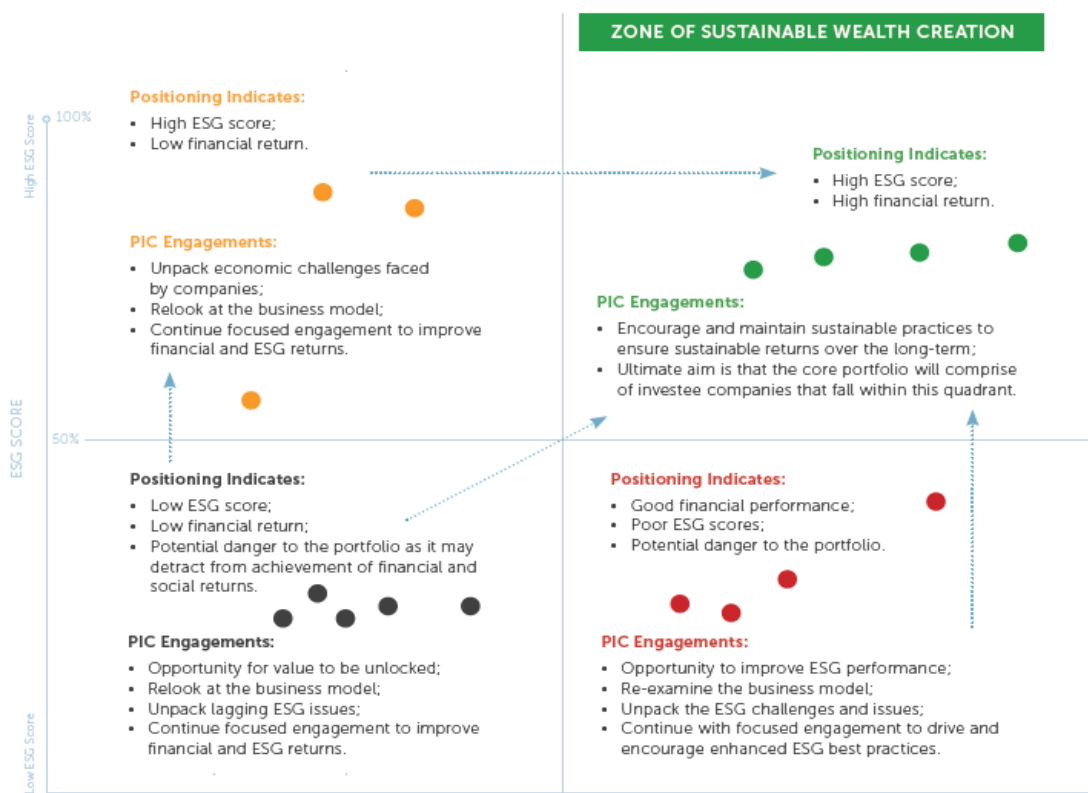 ZONE OF SUSTAINABLE WEALTH CREATION
Positioning Indicates:
• High ESG score;
• Low financial return.
100%
High ESG Score
Positioning Indicates:
• High ESG score;
• High financial return.
PIC Engagements:
• Unpack economic challenges faced
by companies;
• Relook at the business model;
• Continue focused engagement to improve
financial and ESG returns.
PIC Engagements:
• Encourage and maintain sustainable practices to
ensure sustainable returns over the long-term;
• Ultimate aim is that the core portfolio will comprise
of investee companies that fall within this quadrant.
ESG SCORE
50%
Positioning Indicates:
• Low ESG score;
• Low financial return;
• Potential danger to the portfolio as it may
detract from achievement of financial and
social returns.
Positioning Indicates:
• Good financial performance;
• Poor ESG scores;
• Potential danger to the portfolio.
PIC Engagements:
• Opportunity for value to be unlocked;
• Relook at the business model;
• Unpack lagging ESG issues;
• Continue focused engagement to improve
financial and ESG returns.
PIC Engagements:
• Opportunity to improve ESG performance;
• Re-examine the business model;
• Unpack the ESG challenges and issues;
• Continue with focused engagement to drive and
encourage enhanced ESG best practices.
Low ESG Score